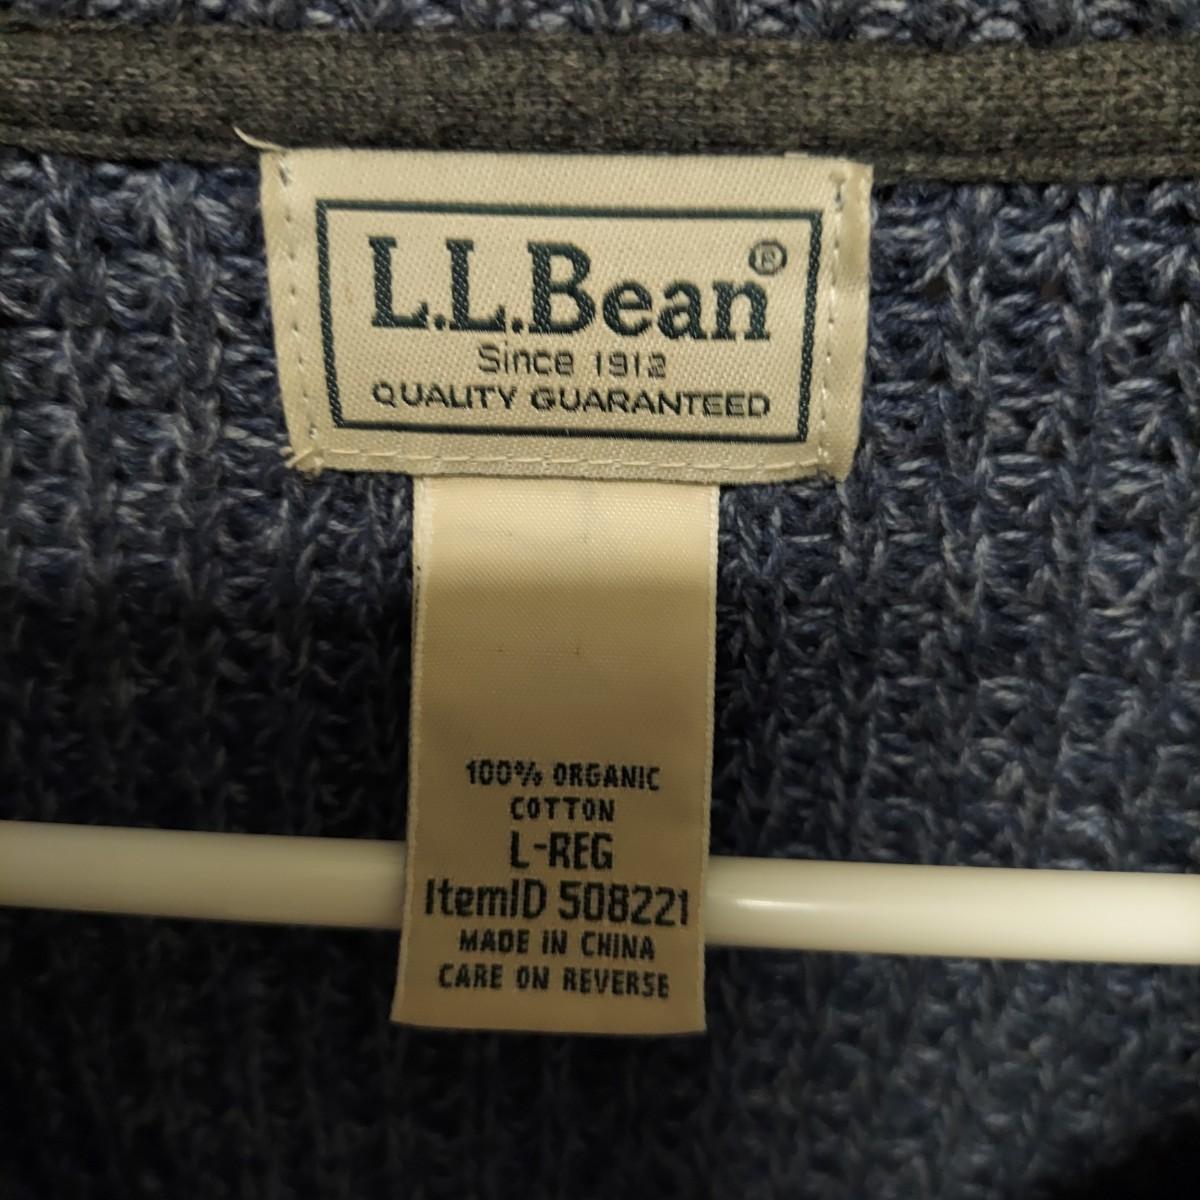 L.L.Bean®
Since 1912
QUALITY GUARANTEED
100% ORGANIC
COTTON
L-REG
ItemID 508221
MADE IN CHINA
CARE ON REVERSE